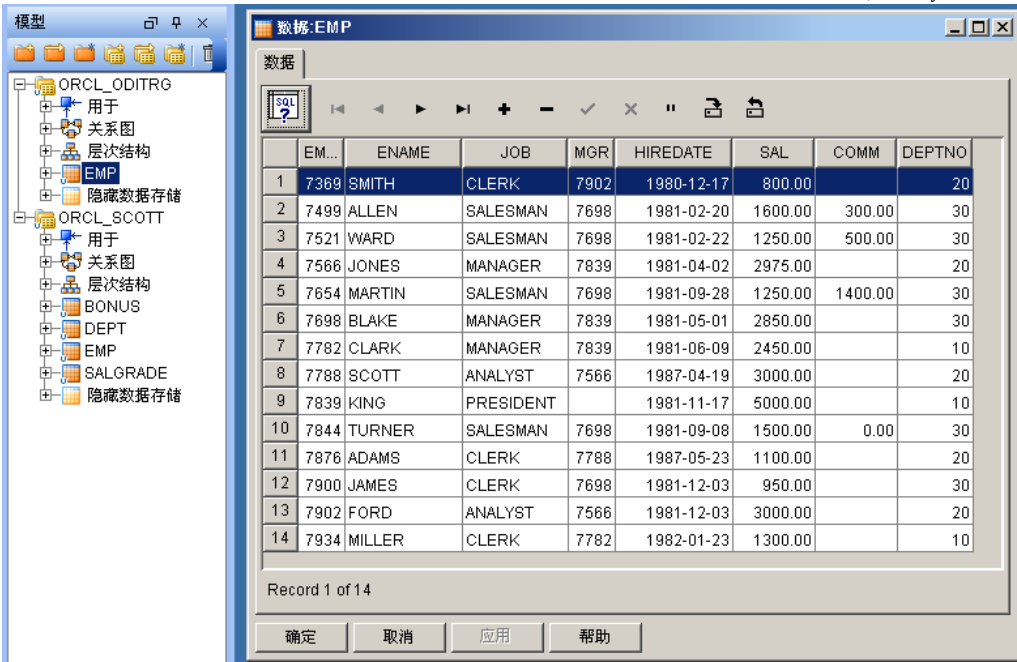 模型
ORCL_ODITRG
用于
关系图
层次结构
EMP
隐藏数据存储
ORCL_SCOTT
用于
关系图
层次结构
BONUS
DEPT
EMP
SALGRADE
隐藏数据存储
数据:EMP
数据
SQL ?
EM... ENAME JOB MGR HIREDATE SAL COMM DEPTNO
1 7369 SMITH CLERK 7902 1980-12-17 800.00 20
2 7499 ALLEN SALESMAN 7698 1981-02-20 1600.00 300.00 30
3 7521 WARD SALESMAN 7698 1981-02-22 1250.00 500.00 30
4 7566 JONES MANAGER 7839 1981-04-02 2975.00 20
5 7654 MARTIN SALESMAN 7698 1981-09-28 1250.00 1400.00 30
6 7698 BLAKE MANAGER 7839 1981-05-01 2850.00 30
7 7782 CLARK MANAGER 7839 1981-06-09 2450.00 10
8 7788 SCOTT ANALYST 7566 1987-04-19 3000.00 20
9 7839 KING PRESIDENT 1981-11-17 5000.00 10
10 7844 TURNER SALESMAN 7698 1981-09-08 1500.00 0.00 30
11 7876 ADAMS CLERK 7788 1987-05-23 1100.00 20
12 7900 JAMES CLERK 7698 1981-12-03 950.00 30
13 7902 FORD ANALYST 7566 1981-12-03 3000.00 20
14 7934 MILLER CLERK 7782 1982-01-23 1300.00 10
Record 1 of 14
确定 取消 应用 帮助